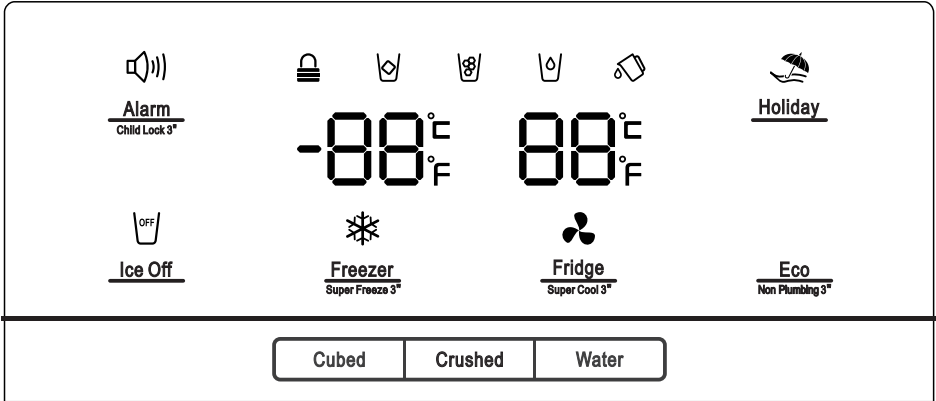 Alarm
Child Lock 3"
Holiday
-88°C °F
88°C °F
OFF
Ice Off
Freezer
Super Freeze 3"
Fridge
Super Cool 3"
Eco
Non Plumbing 3"
Cubed
Crushed
Water